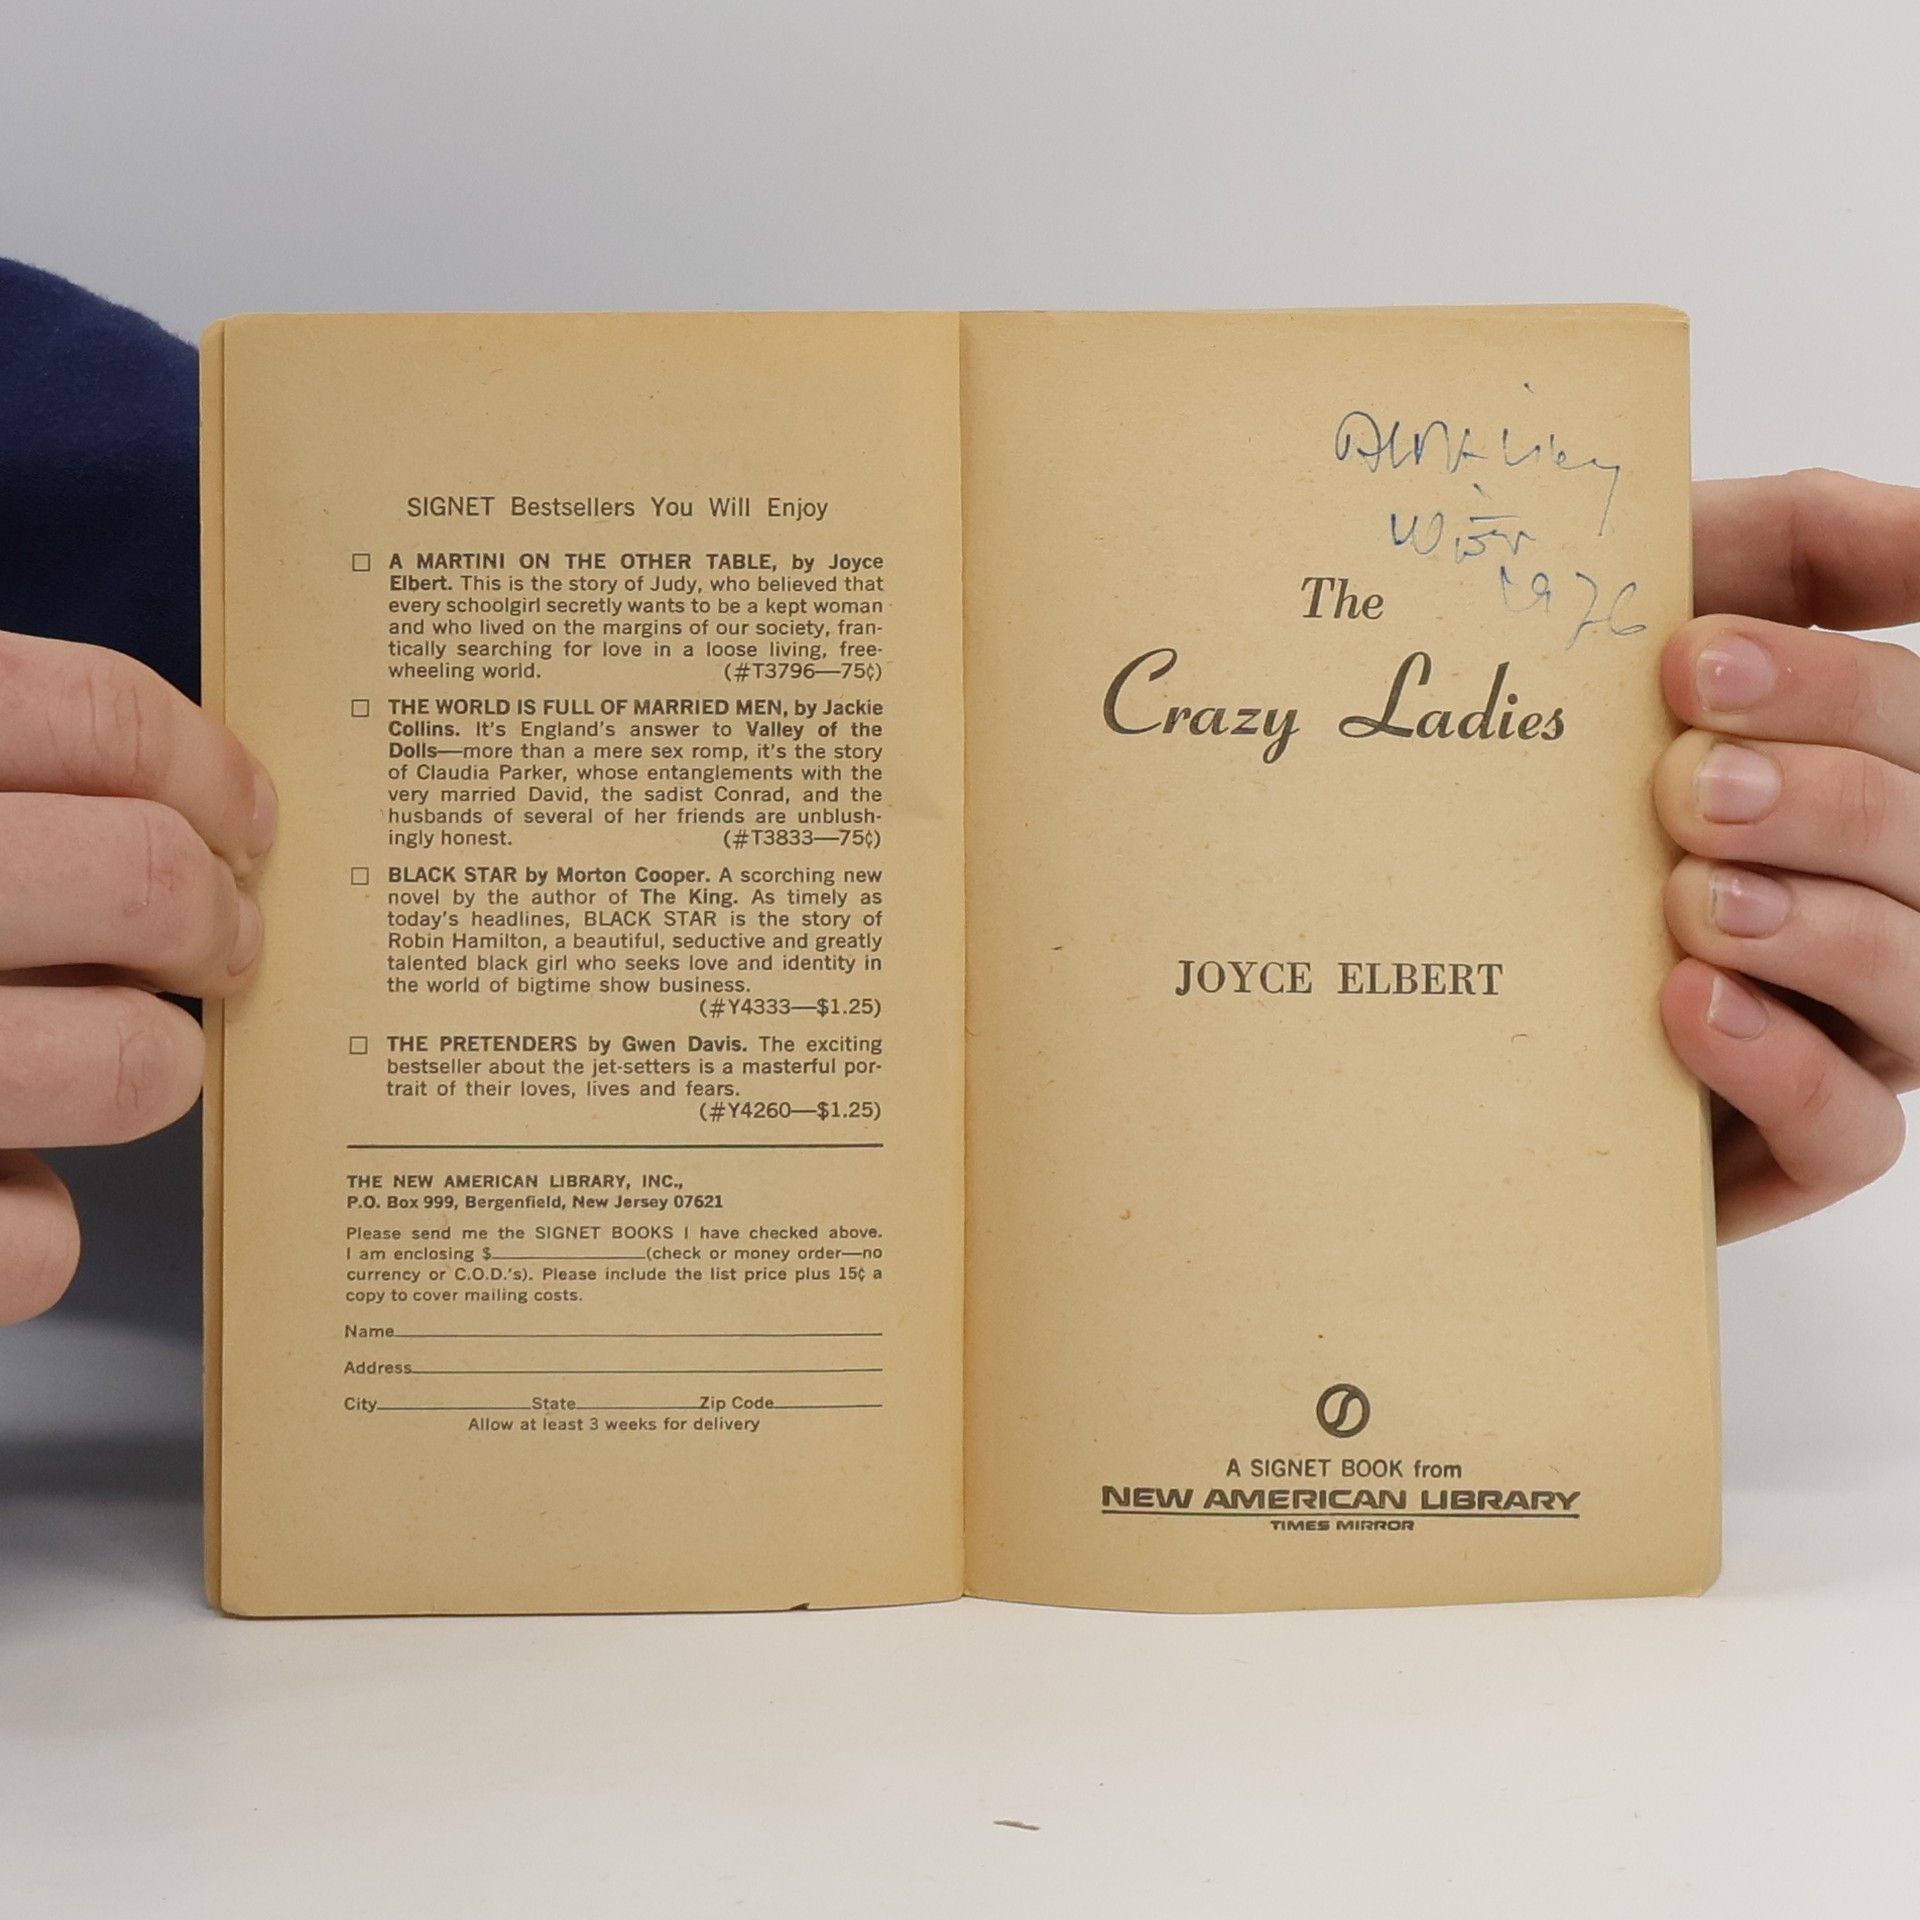 SIGNET Bestsellers You Will Enjoy
□ A MARTINI ON THE OTHER TABLE, by Joyce
Elbert. This is the story of Judy, who believed that
every schoolgirl secretly wants to be a kept woman
and who lived on the margins of our society, fran-
tically searching for love in a loose living, free-
wheeling world. (#T3796—75¢)
□ THE WORLD IS FULL OF MARRIED MEN, by Jackie
Collins. It's England's answer to Valley of the
Dolls—more than a mere sex romp, it's the story
of Claudia Parker, whose entanglements with the
very married David, the sadist Conrad, and the
husbands of several of her friends are unblush-
ingly honest. (#T3833—75¢)
□ BLACK STAR by Morton Cooper. A scorching new
novel by the author of The King. As timely as
today's headlines, BLACK STAR is the story of
Robin Hamilton, a beautiful, seductive and greatly
talented black girl who seeks love and identity in
the world of bigtime show business.
(#Y4333—$1.25)
□ THE PRETENDERS by Gwen Davis. The exciting
bestseller about the jet-setters is a masterful por-
trait of their loves, lives and fears.
(#Y4260—$1.25)
THE NEW AMERICAN LIBRARY, INC.,
P.O. Box 999, Bergenfield, New Jersey 07621
Please send me the SIGNET BOOKS I have checked above.
I am enclosing $__________(check or money order—no
currency or C.O.D.'s). Please include the list price plus 15¢ a
copy to cover mailing costs.
Name__________
Address__________
City__________State__________Zip Code__________
Allow at least 3 weeks for delivery
1976
The
Crazy Ladies
JOYCE ELBERT
A SIGNET BOOK from
NEW AMERICAN LIBRARY
TIMES MIRROR